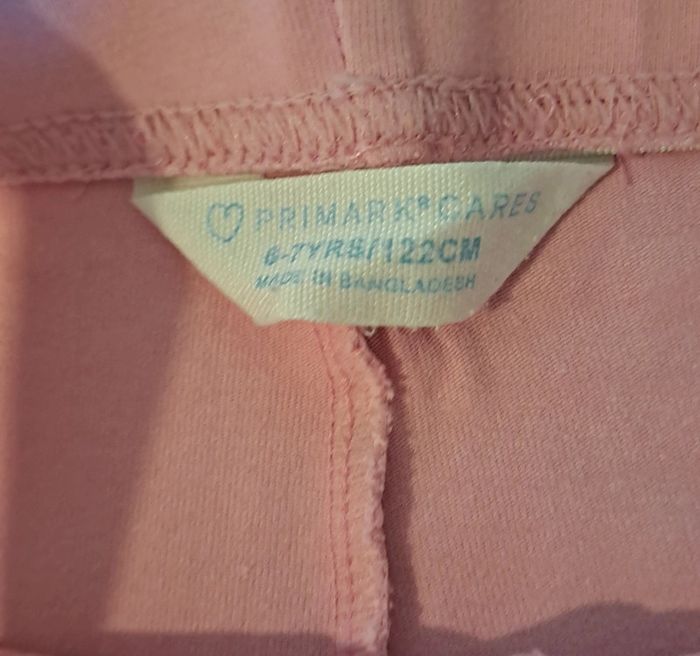 PRIMARK® CARES
6-7YRS/122CM
MADE IN BANGLADESH